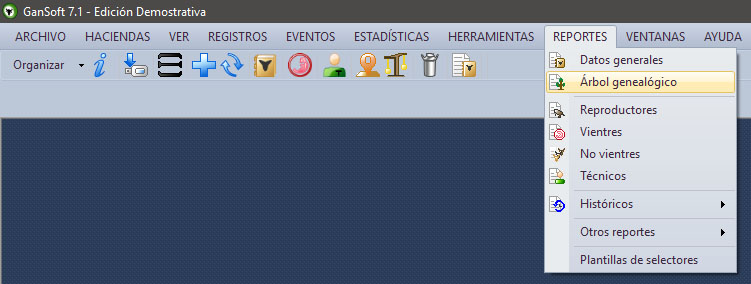 GanSoft 7.1 - Edición Demostrativa
ARCHIVO HACIENDAS VER REGISTROS EVENTOS ESTADÍSTICAS HERRAMIENTAS REPORTES VENTANAS AYUDA
Organizar
Datos generales
Árbol genealógico
Reproductores
Vientres
No vientres
Técnicos
Históricos
Otros reportes
Plantillas de selectores